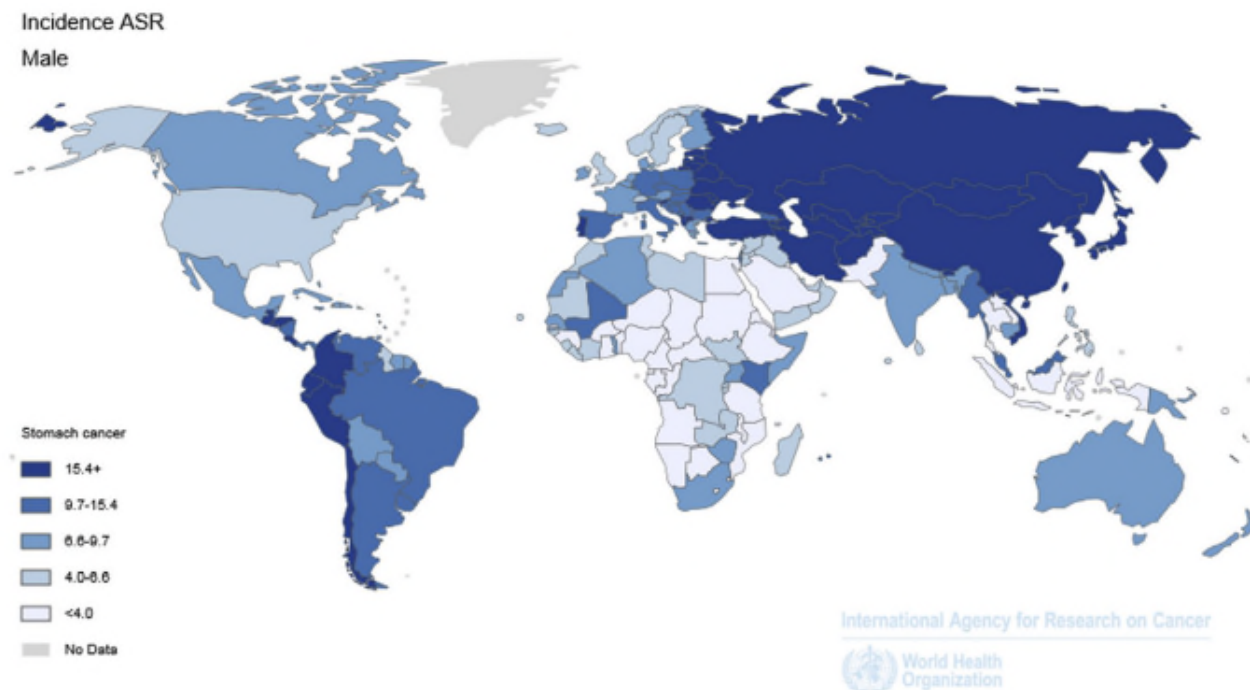 Incidence ASR
Male
Stomach cancer
15.4+
9.7-15.4
6.6-9.7
4.0-6.6
<4.0
No Data
International Agency for Research on Cancer
World Health
Organization